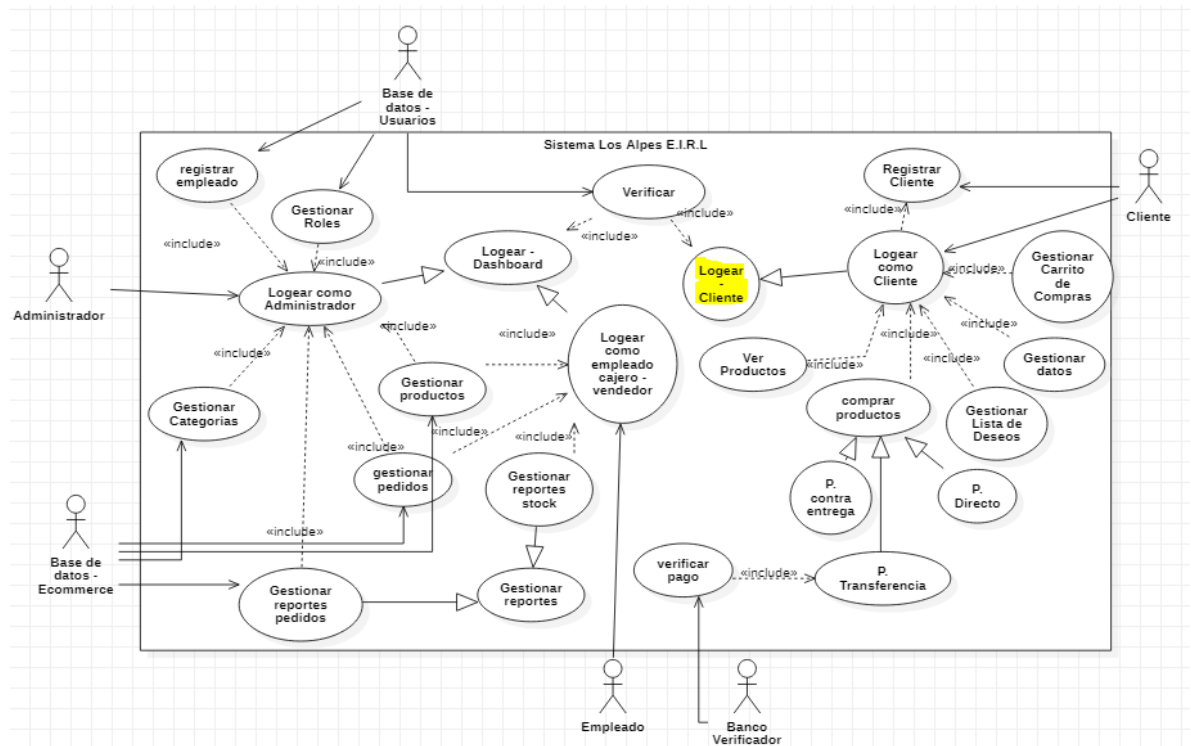 Base de
datos -
Usuarios
Sistema Los Alpes E.I.R.L
registrar
empleado
Gestionar
Roles
Verificar
Registrar
Cliente
Cliente
«include»
«include»
«include»
«include»
«include»
Logear -
Dashboard
Logear
-
Cliente
Logear
como
Cliente
Gestionar
Carrito
de
Compras
«include»
Administrador
Logear como
Administrador
«include»
«include»
«include»
«include»
«include»
Logear
como
empleado
cajero -
vendedor
Ver
Productos
«include»
«include»
Gestionar
datos
Gestionar
productos
Gestionar
Categorias
comprar
productos
Gestionar
Lista de
Deseos
«include»
«include»
«include»
gestionar
pedidos
Gestionar
reportes
stock
P.
contra
entrega
P.
Directo
«include»
Base de
datos -
Ecommerce
Gestionar
reportes
pedidos
Gestionar
reportes
verificar
pago
«include»
P.
Transferencia
Empleado
Banco
Verificador